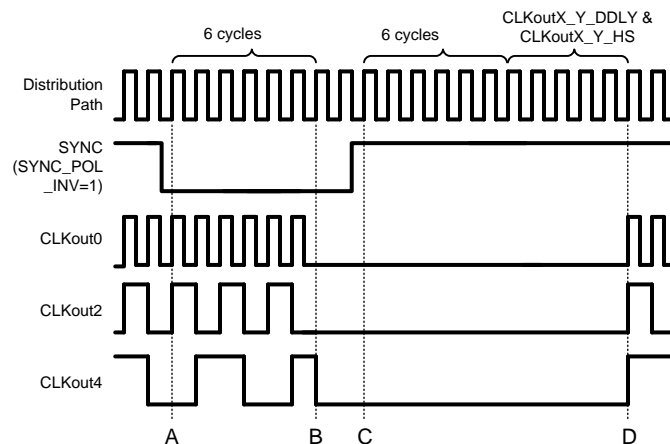 CLKoutX_Y_DDLY &
CLKoutX_Y_HS
6 cycles
6 cycles
Distribution
Path
SYNC
(SYNC_POL
_INV=1)
CLKout0
CLKout2
CLKout4
A
B
C
D